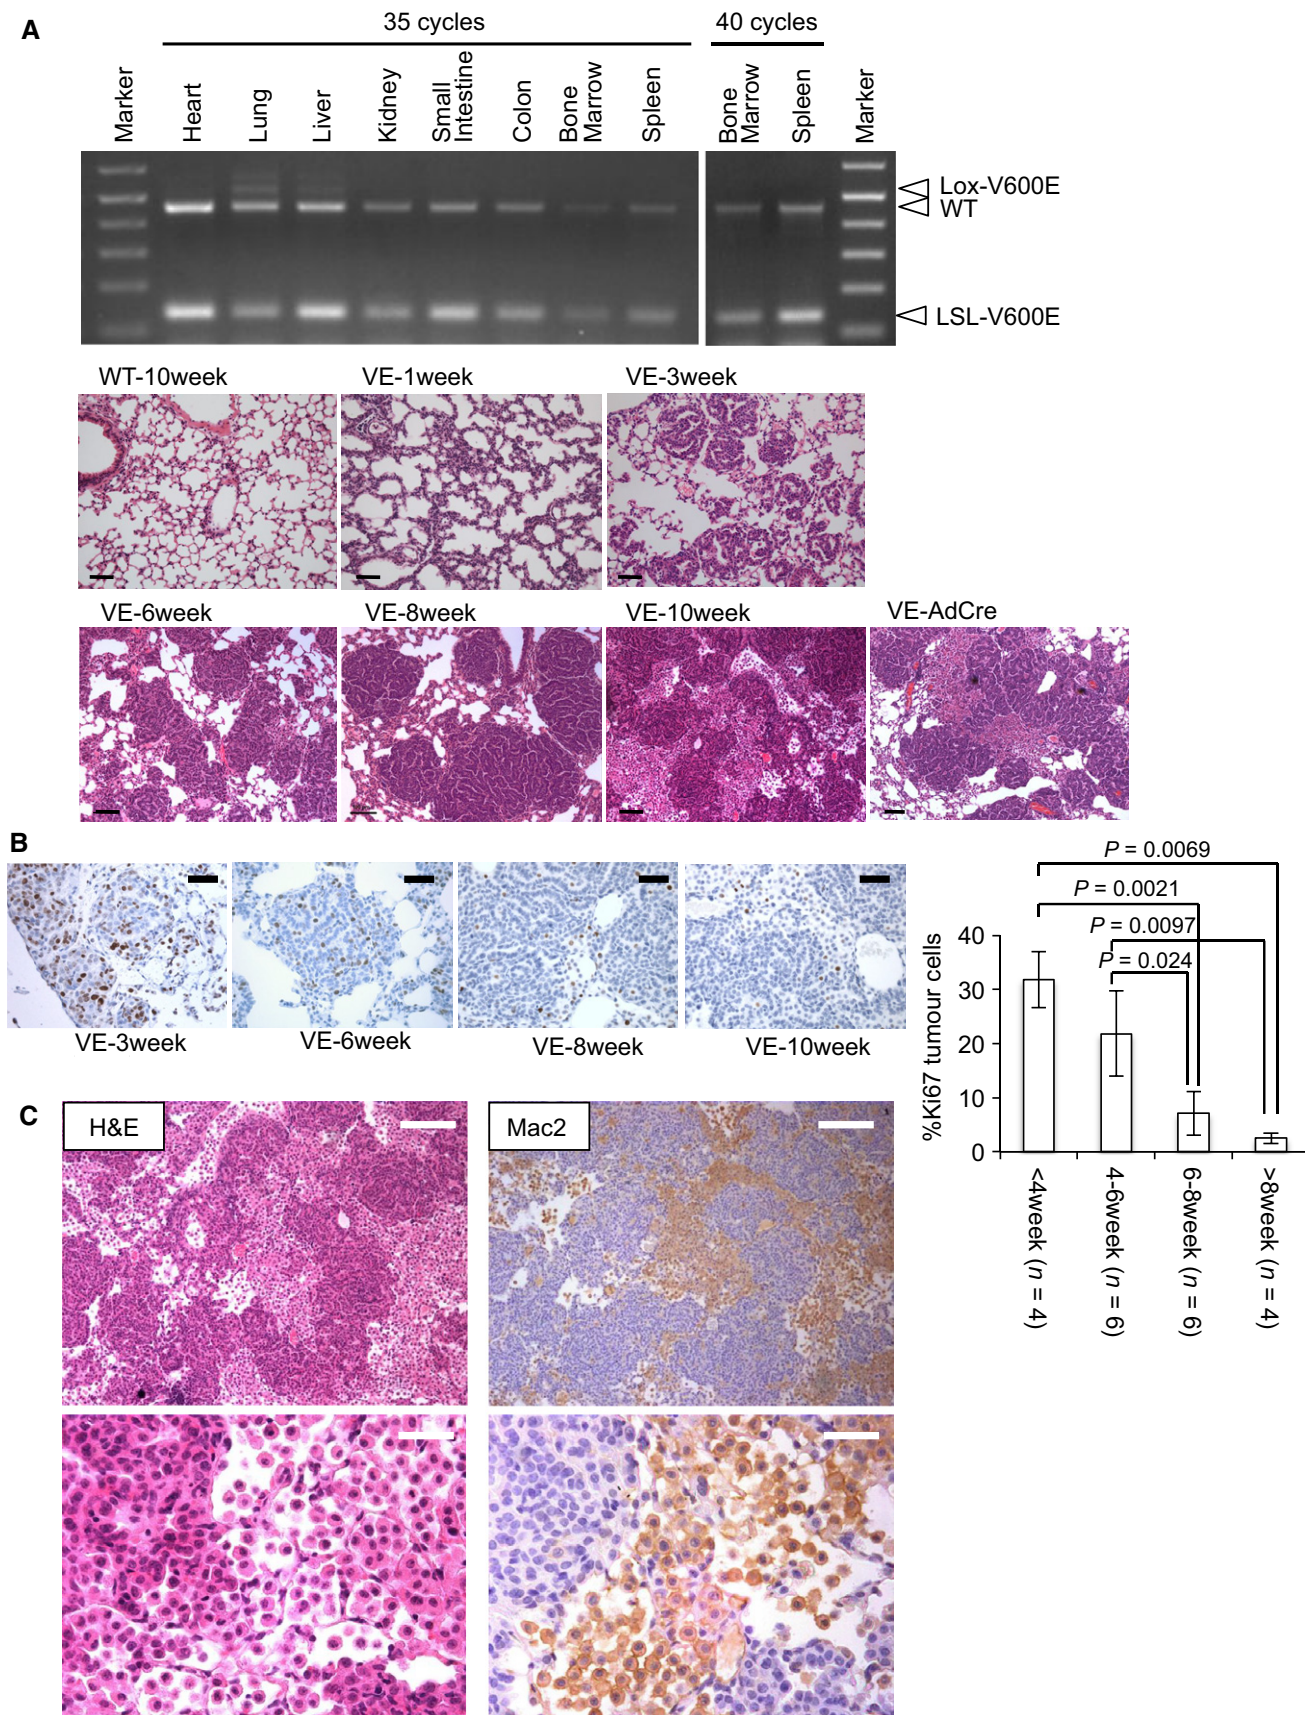 A
35 cycles
40 cycles
Marker
Heart
Lung
Liver
Kidney
Small
Intestine
Colon
Bone
Marrow
Spleen
Bone
Marrow
Spleen
Marker
Lox-V600E
WT
LSL-V600E
WT-10week
VE-1week
VE-3week
VE-6week
VE-8week
VE-10week
VE-AdCre
B
VE-3week
VE-6week
VE-8week
VE-10week
P = 0.0069
P = 0.0021
P = 0.0097
P = 0.024
%Ki67 tumour cells
40
30
20
10
0
<4week (n = 4)
4-6week (n = 6)
6-8week (n = 6)
>8week (n = 4)
C
H&E
Mac2